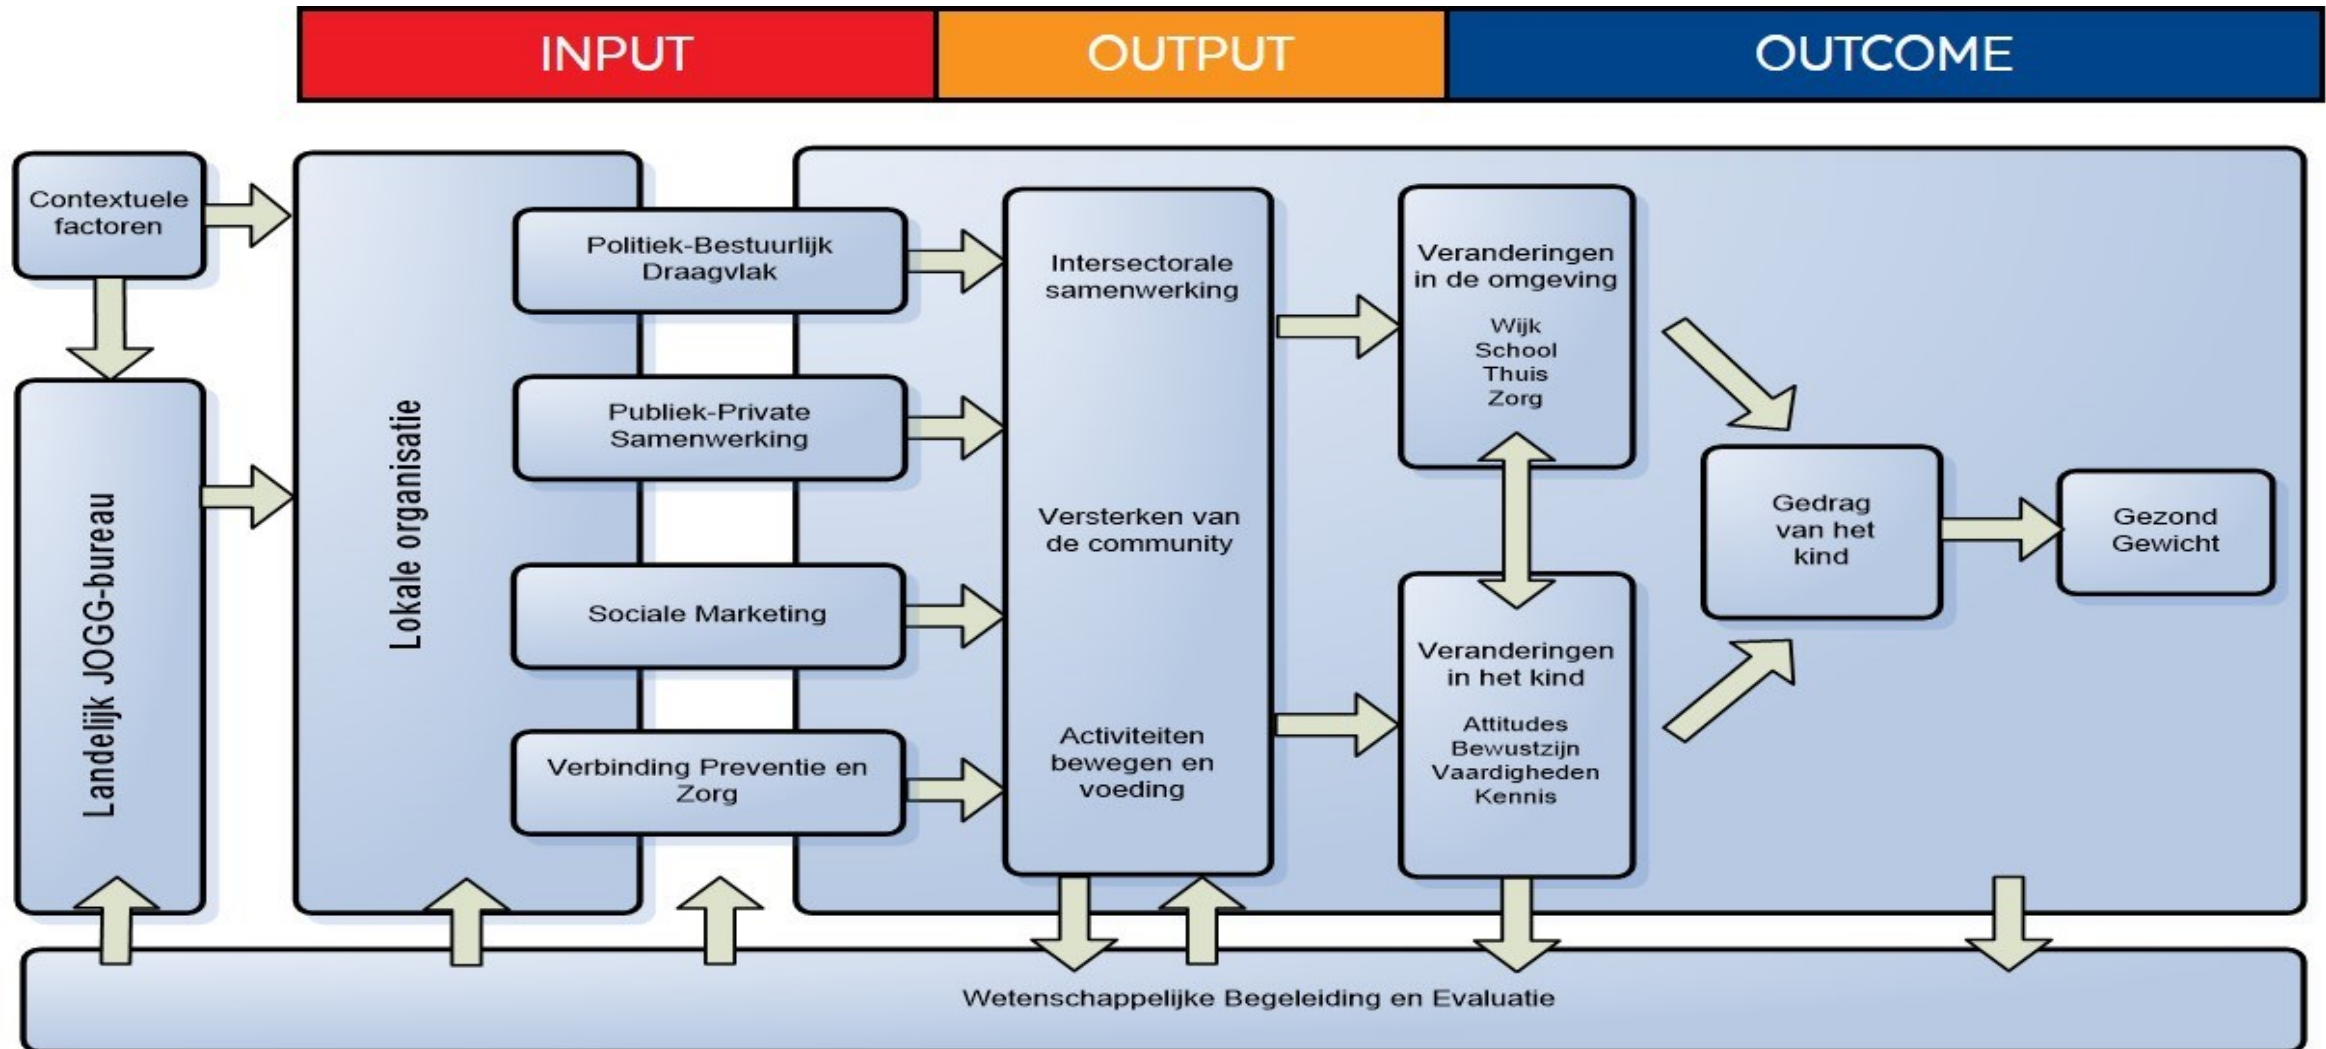 INPUT
OUTPUT
OUTCOME
Contextuele
factoren
Landelijk JOGG-bureau
Lokale organisatie
Politiek-Bestuurlijk
Draagvlak
Publiek-Private
Samenwerking
Sociale Marketing
Verbinding Preventie en
Zorg
Intersectorale
samenwerking
Versterken van
de community
Activiteiten
bewegen en
voeding
Veranderingen
in de omgeving
Wijk
School
Thuis
Zorg
Veranderingen
in het kind
Attitudes
Bewustzijn
Vaardigheden
Kennis
Gedrag
van het
kind
Gezond
Gewicht
Wetenschappelijke Begeleiding en Evaluatie